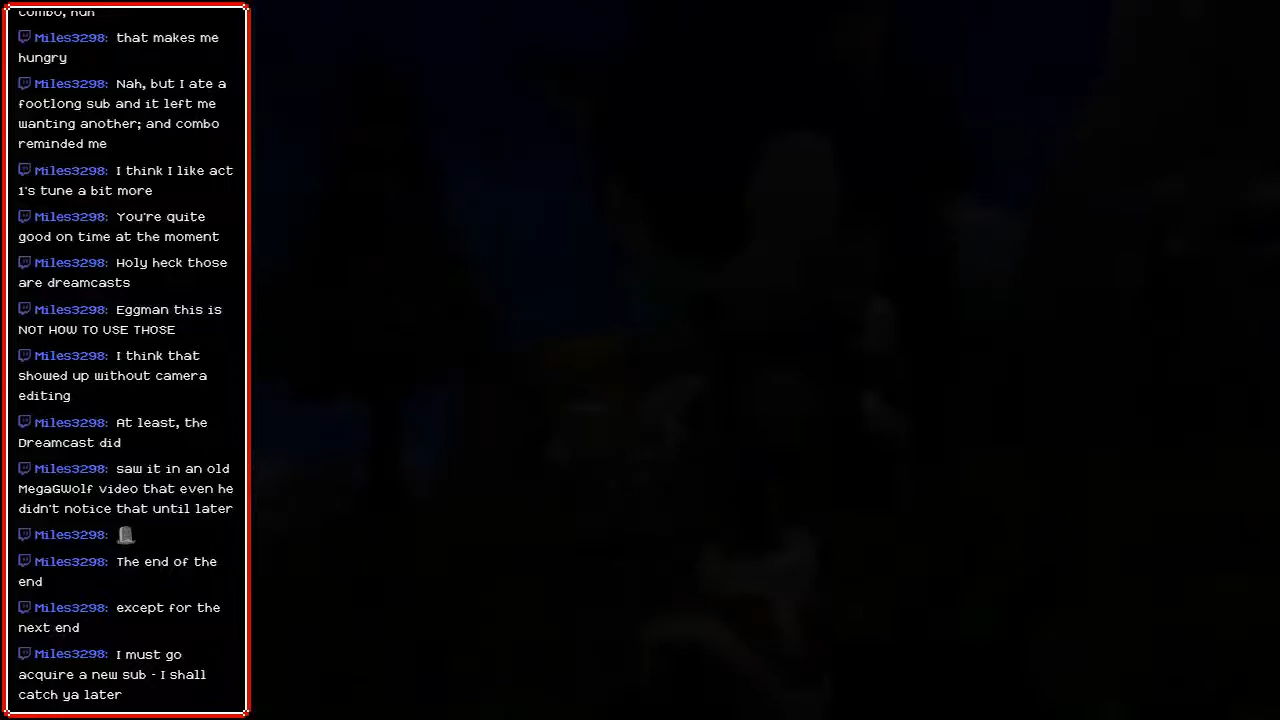 Miles3298: that makes me
hungry
Miles3298: Nah, but I ate a
footlong sub and it left me
wanting another; and combo
reminded me
Miles3298: I think I like act
1's tune a bit more
Miles3298: You're quite
good on time at the moment
Miles3298: Holy heck those
are dreamcasts
Miles3298: Eggman this is
NOT HOW TO USE THOSE
Miles3298: I think that
showed up without camera
editing
Miles3298: At least, the
Dreamcast did
Miles3298: saw it in an old
MegaGWolf video that even he
didn't notice that until later
Miles3298:
Miles3298: The end of the
end
Miles3298: except for the
next end
Miles3298: I must go
acquire a new sub - I shall
catch ya later